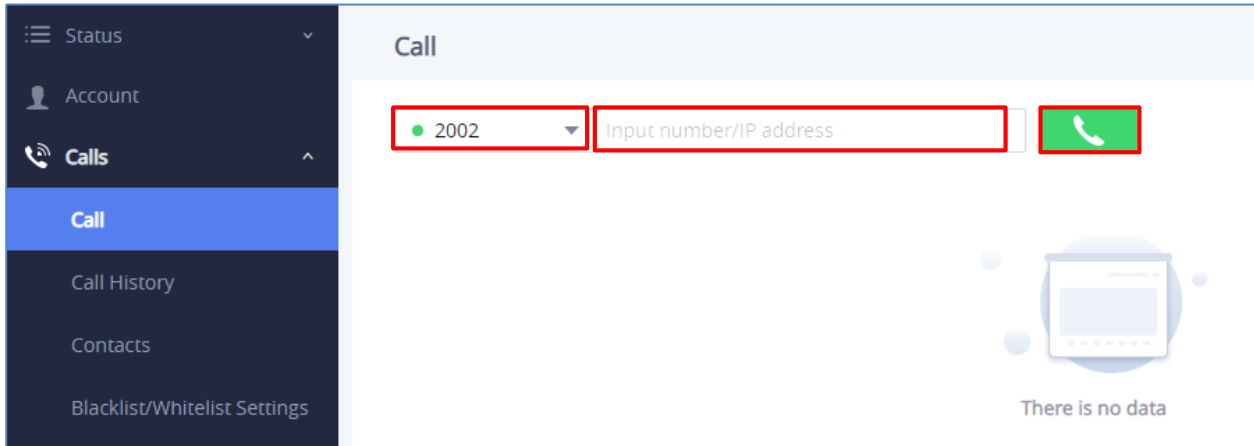 Status
Account
Calls
Call
Call History
Contacts
Blacklist/Whitelist Settings
Call
2002
Input number/IP address
There is no data